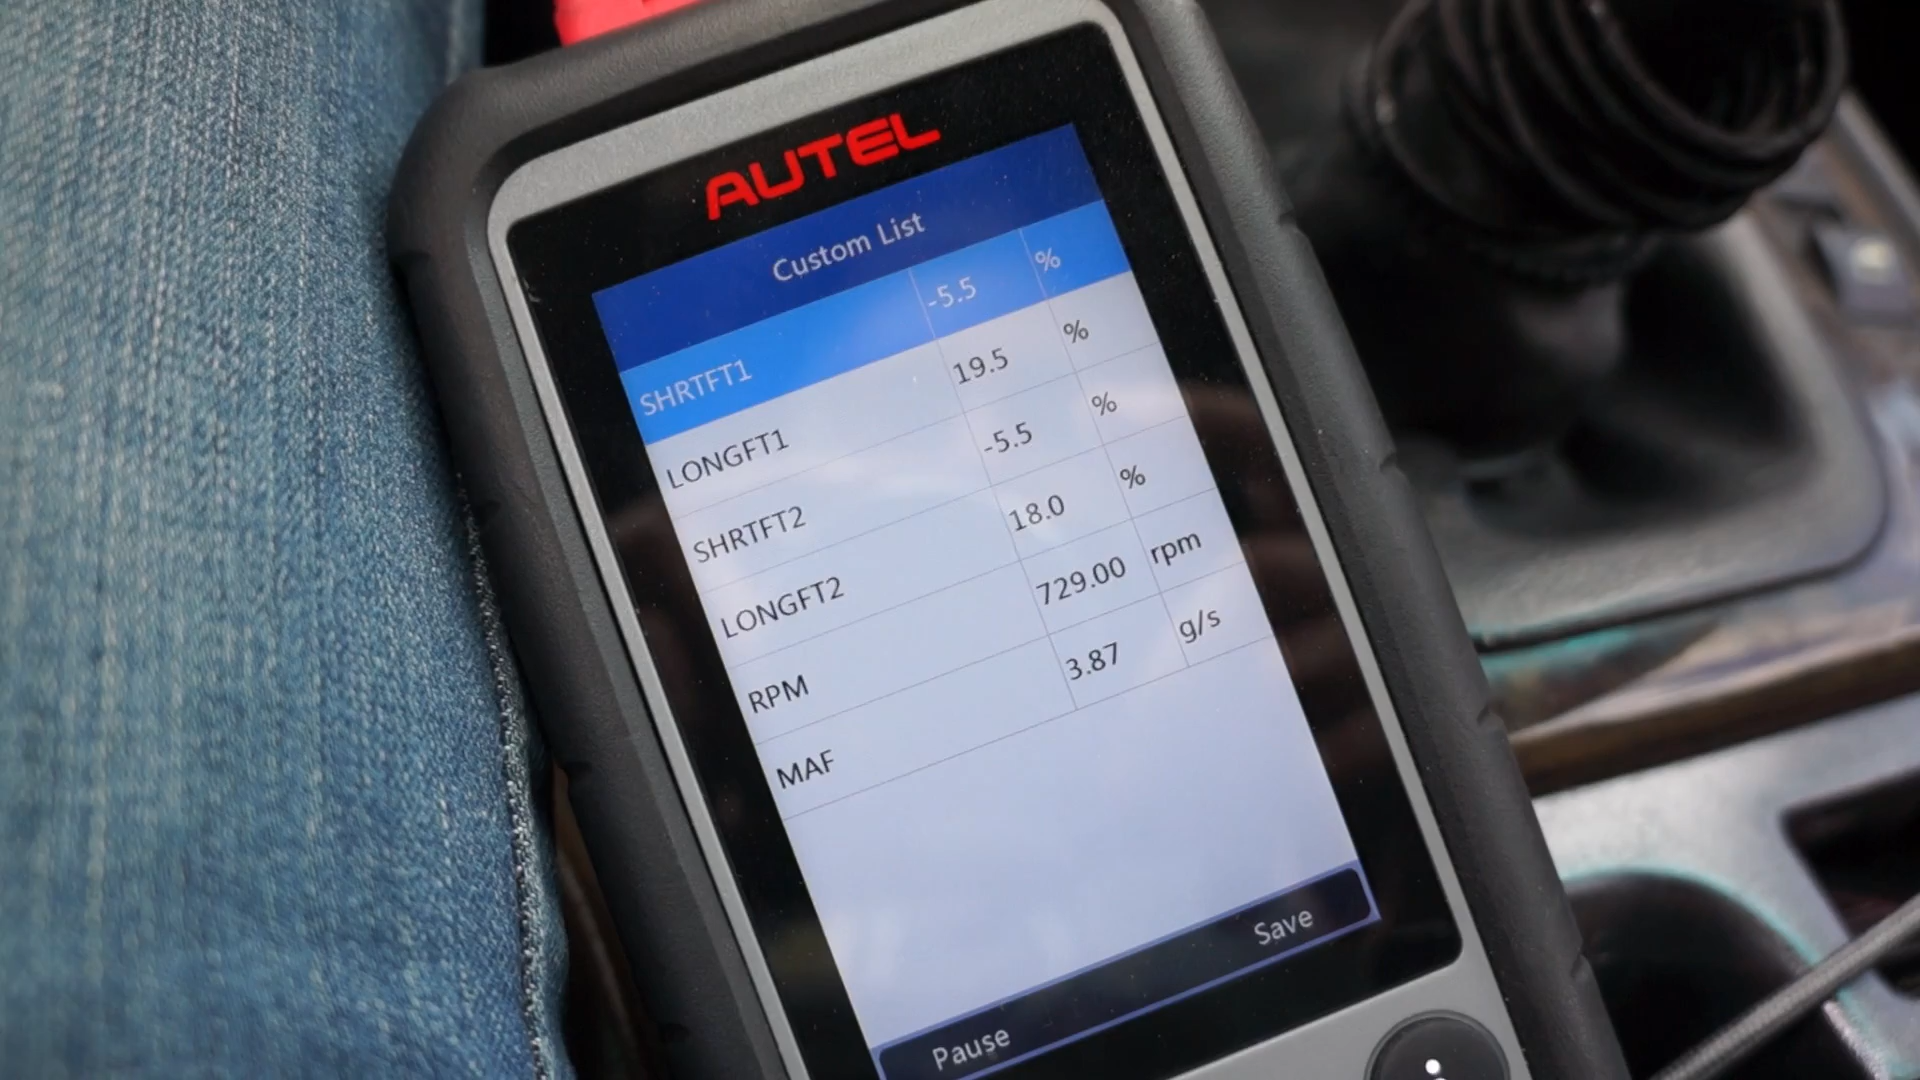 AUTEL
Custom List
SHRTFT1 -5.5 %
LONGFT1 19.5 %
SHRTFT2 -5.5 %
LONGFT2 18.0 %
RPM 729.00 rpm
MAF 3.87 g/s
Pause Save